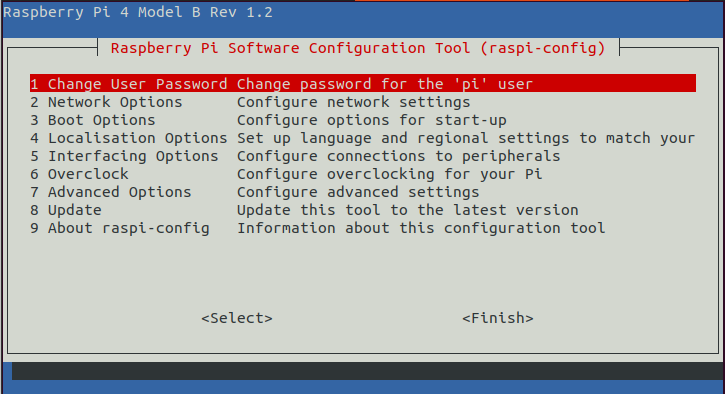 Raspberry Pi 4 Model B Rev 1.2
Raspberry Pi Software Configuration Tool (raspi-config)
1 Change User Password Change password for the 'pi' user
2 Network Options Configure network settings
3 Boot Options Configure options for start-up
4 Localisation Options Set up language and regional settings to match your
5 Interfacing Options Configure connections to peripherals
6 Overclock Configure overclocking for your Pi
7 Advanced Options Configure advanced settings
8 Update Update this tool to the latest version
9 About raspi-config Information about this configuration tool
<Select> <Finish>